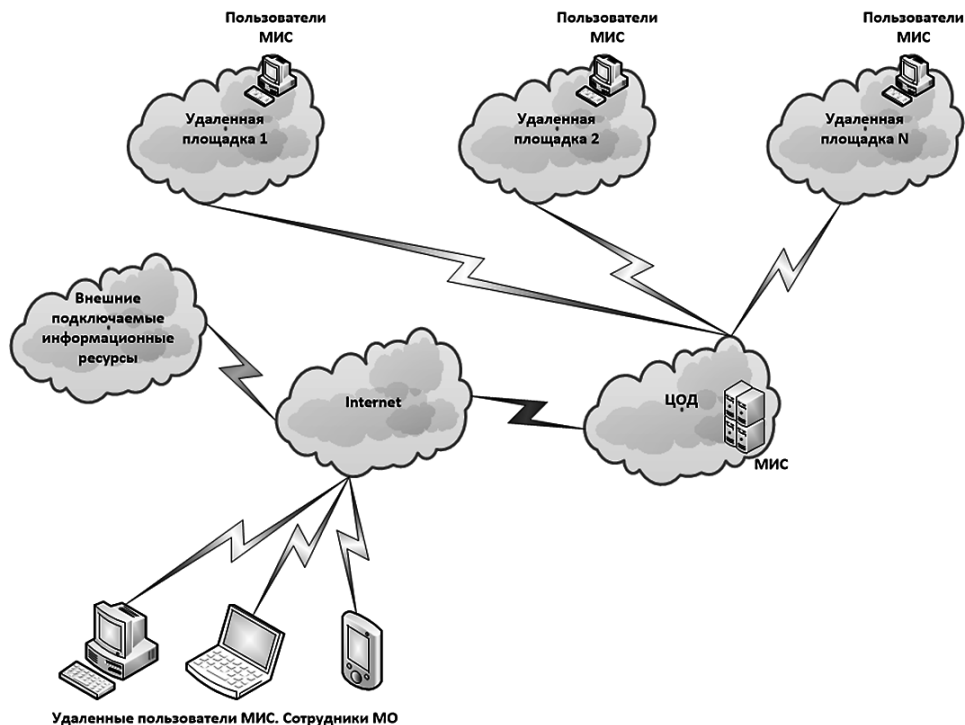 Пользователи
МИС
Пользователи
МИС
Пользователи
МИС
Удаленная
площадка 1
Удаленная
площадка 2
Удаленная
площадка N
Внешние
подключаемые
информационные
ресурсы
Internet
ЦОД
МИС
Удаленные пользователи МИС. Сотрудники МО